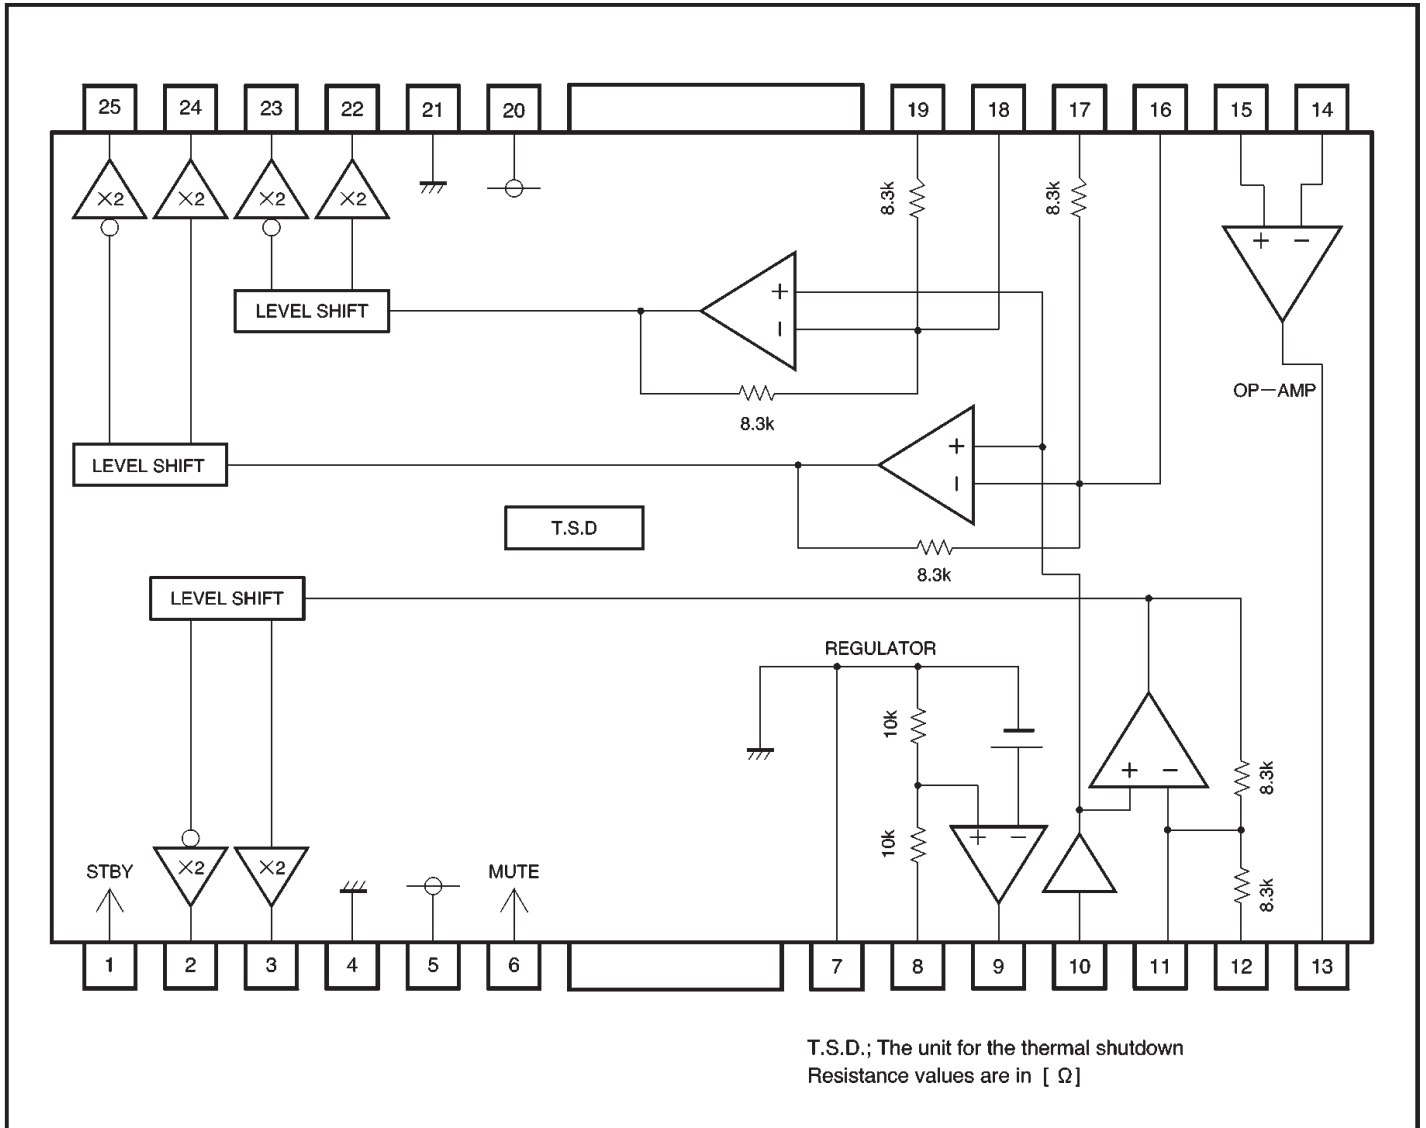 25 24 23 22 21 20 19 18 17 16 15 14
×2 ×2 ×2 ×2
8.3k 8.3k
+ −
LEVEL SHIFT
+
−
8.3k
OP−AMP
LEVEL SHIFT
+
−
T.S.D
8.3k
LEVEL SHIFT
REGULATOR
10k
+ −
8.3k
10k
+ −
STBY
×2 ×2
MUTE
8.3k
1 2 3 4 5 6 7 8 9 10 11 12 13
T.S.D.; The unit for the thermal shutdown
Resistance values are in [ Ω]